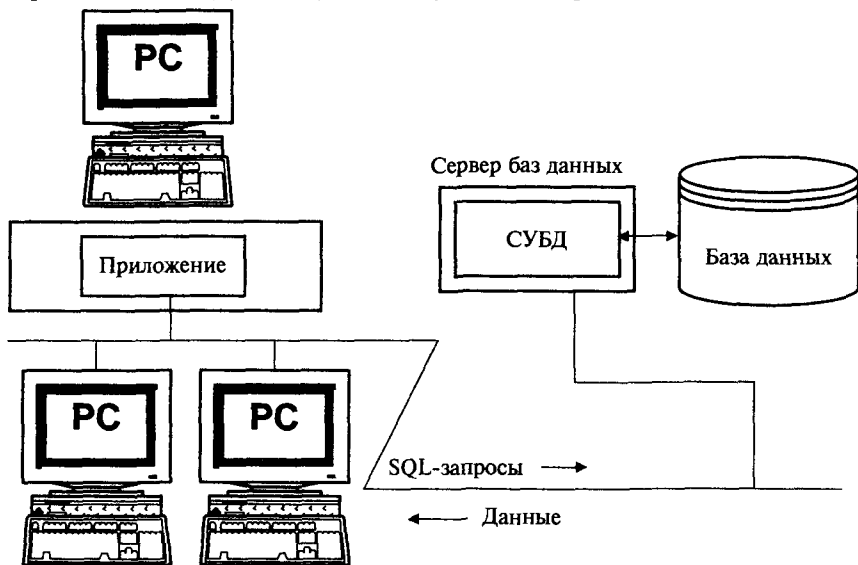 PC
Сервер баз данных
СУБД
База данных
Приложение
PC
PC
SQL-запросы
Данные